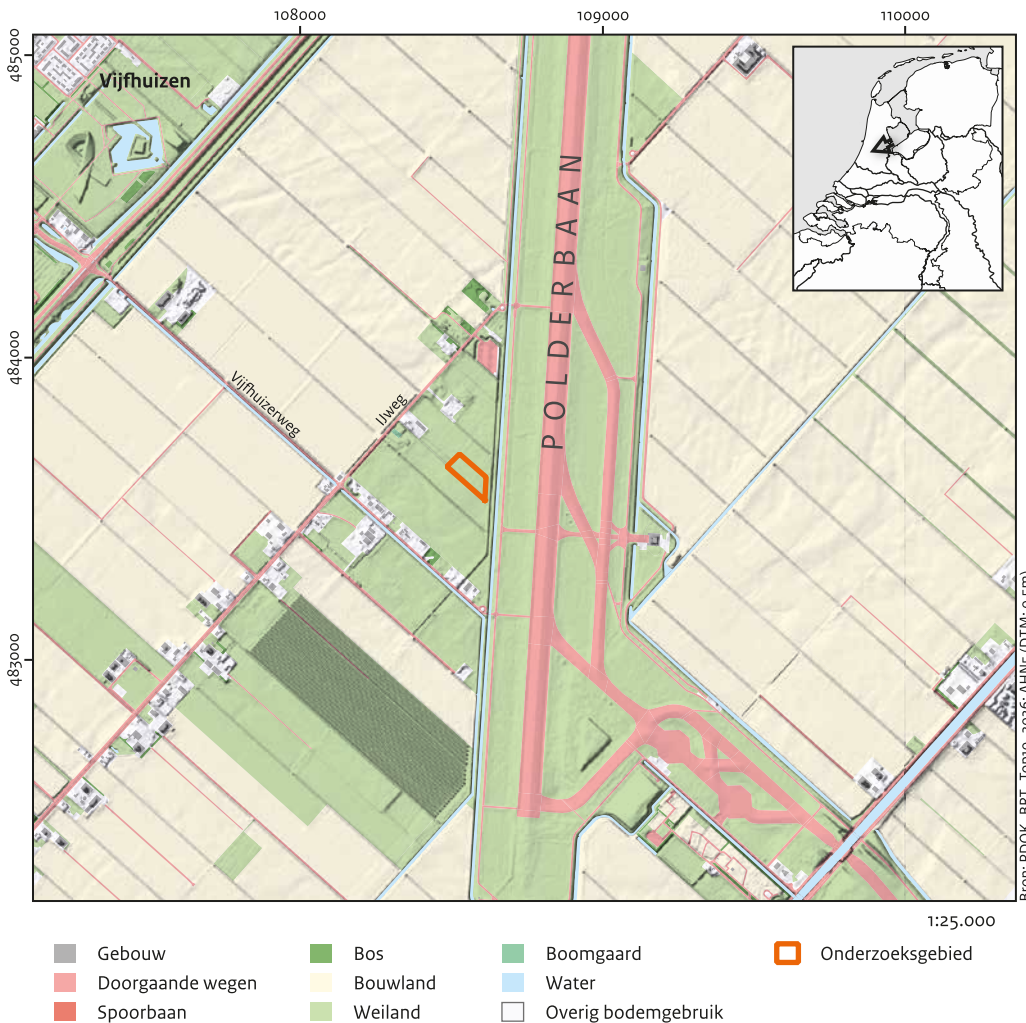 108000
109000
110000
485000
484000
483000
Vijfhuizen
POLDERBAAN
Vijfhuizerweg
IJweg
1:25.000
Gebouw
Doorgaande wegen
Spoorbaan
Bos
Bouwland
Weiland
Boomgaard
Water
Overig bodemgebruik
Onderzoeksgebied